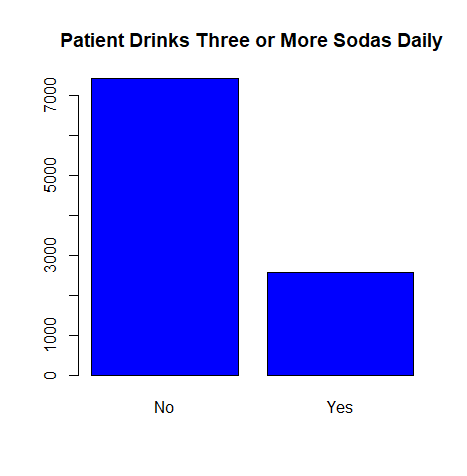 Patient Drinks Three or More Sodas Daily
7000
5000
3000
1000
0
No Yes